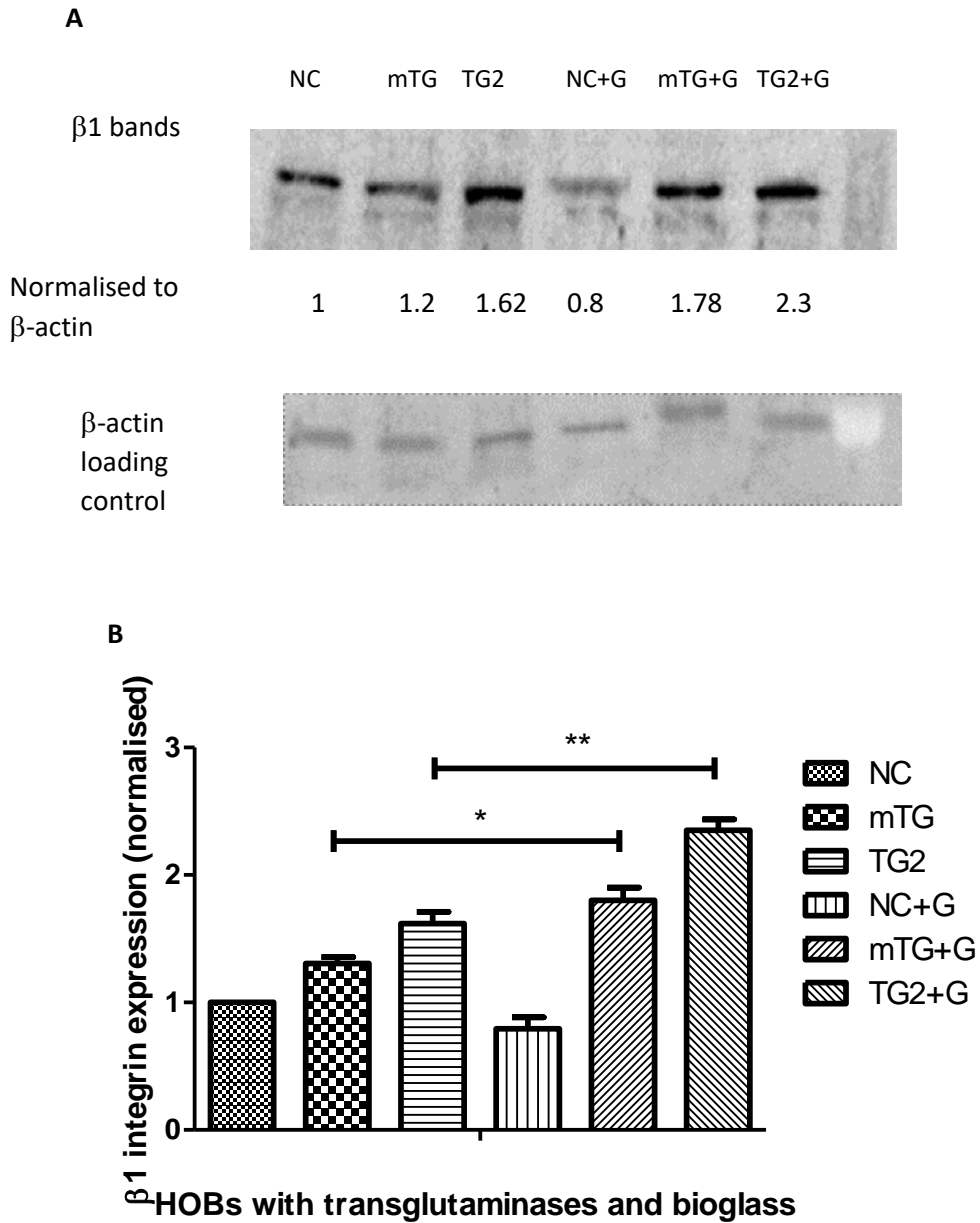 A
NC mTG TG2 NC+G mTG+G TG2+G
β1 bands
Normalised to
β-actin
1 1.2 1.62 0.8 1.78 2.3
β-actin
loading
control
B
β1 integrin expression (normalised)
3
2
1
0
*
**
NC
mTG
TG2
NC+G
mTG+G
TG2+G
HOBs with transglutaminases and bioglass